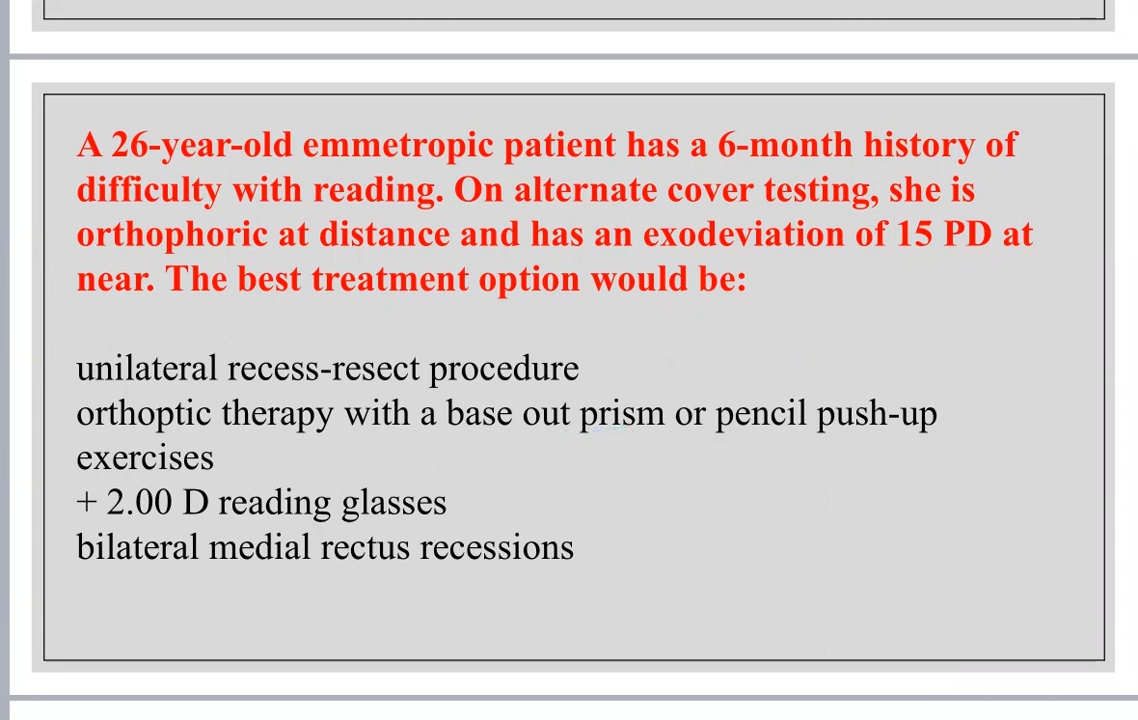 A 26-year-old emmetropic patient has a 6-month history of
difficulty with reading. On alternate cover testing, she is
orthophoric at distance and has an exodeviation of 15 PD at
near. The best treatment option would be:
unilateral recess-resect procedure
orthoptic therapy with a base out prism or pencil push-up
exercises
+ 2.00 D reading glasses
bilateral medial rectus recessions